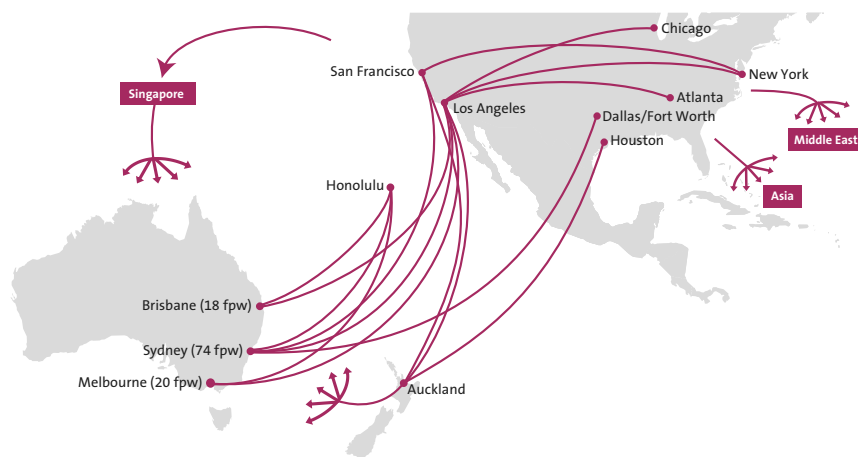 Chicago
San Francisco
New York
Singapore
Atlanta
Los Angeles
Dallas/Fort Worth
Houston
Middle East
Honolulu
Asia
Brisbane (18 fpw)
Sydney (74 fpw)
Melbourne (20 fpw)
Auckland